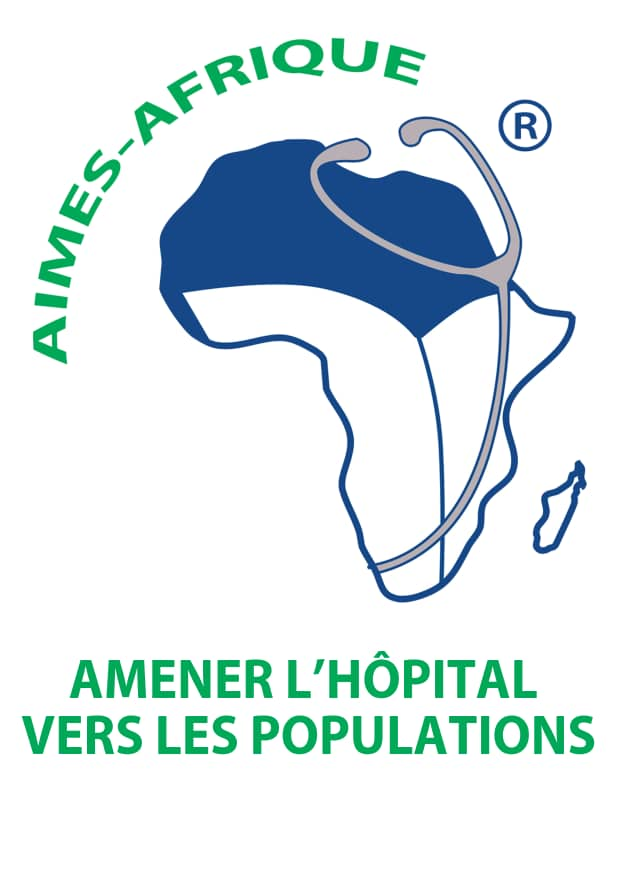 AIMES-AFRIQUE
®
AMENER L’HÔPITAL
VERS LES POPULATIONS